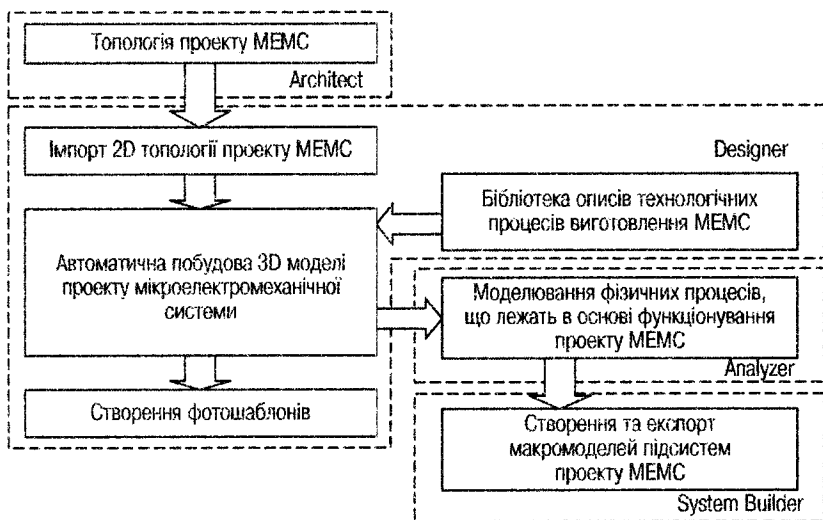 Топологія проекту МЕМС
Architect
Імпорт 2D топології проекту МЕМС
Designer
Бібліотека описів технологічних
процесів виготовлення МЕМС
Автоматична побудова 3D моделі
проекту мікроелектромеханічної
системи
Моделювання фізичних процесів,
що лежать в основі функціонування
проекту МЕМС
Analyzer
Створення фотошаблонів
Створення та експорт
макромоделей підсистем
проекту МЕМС
System Builder